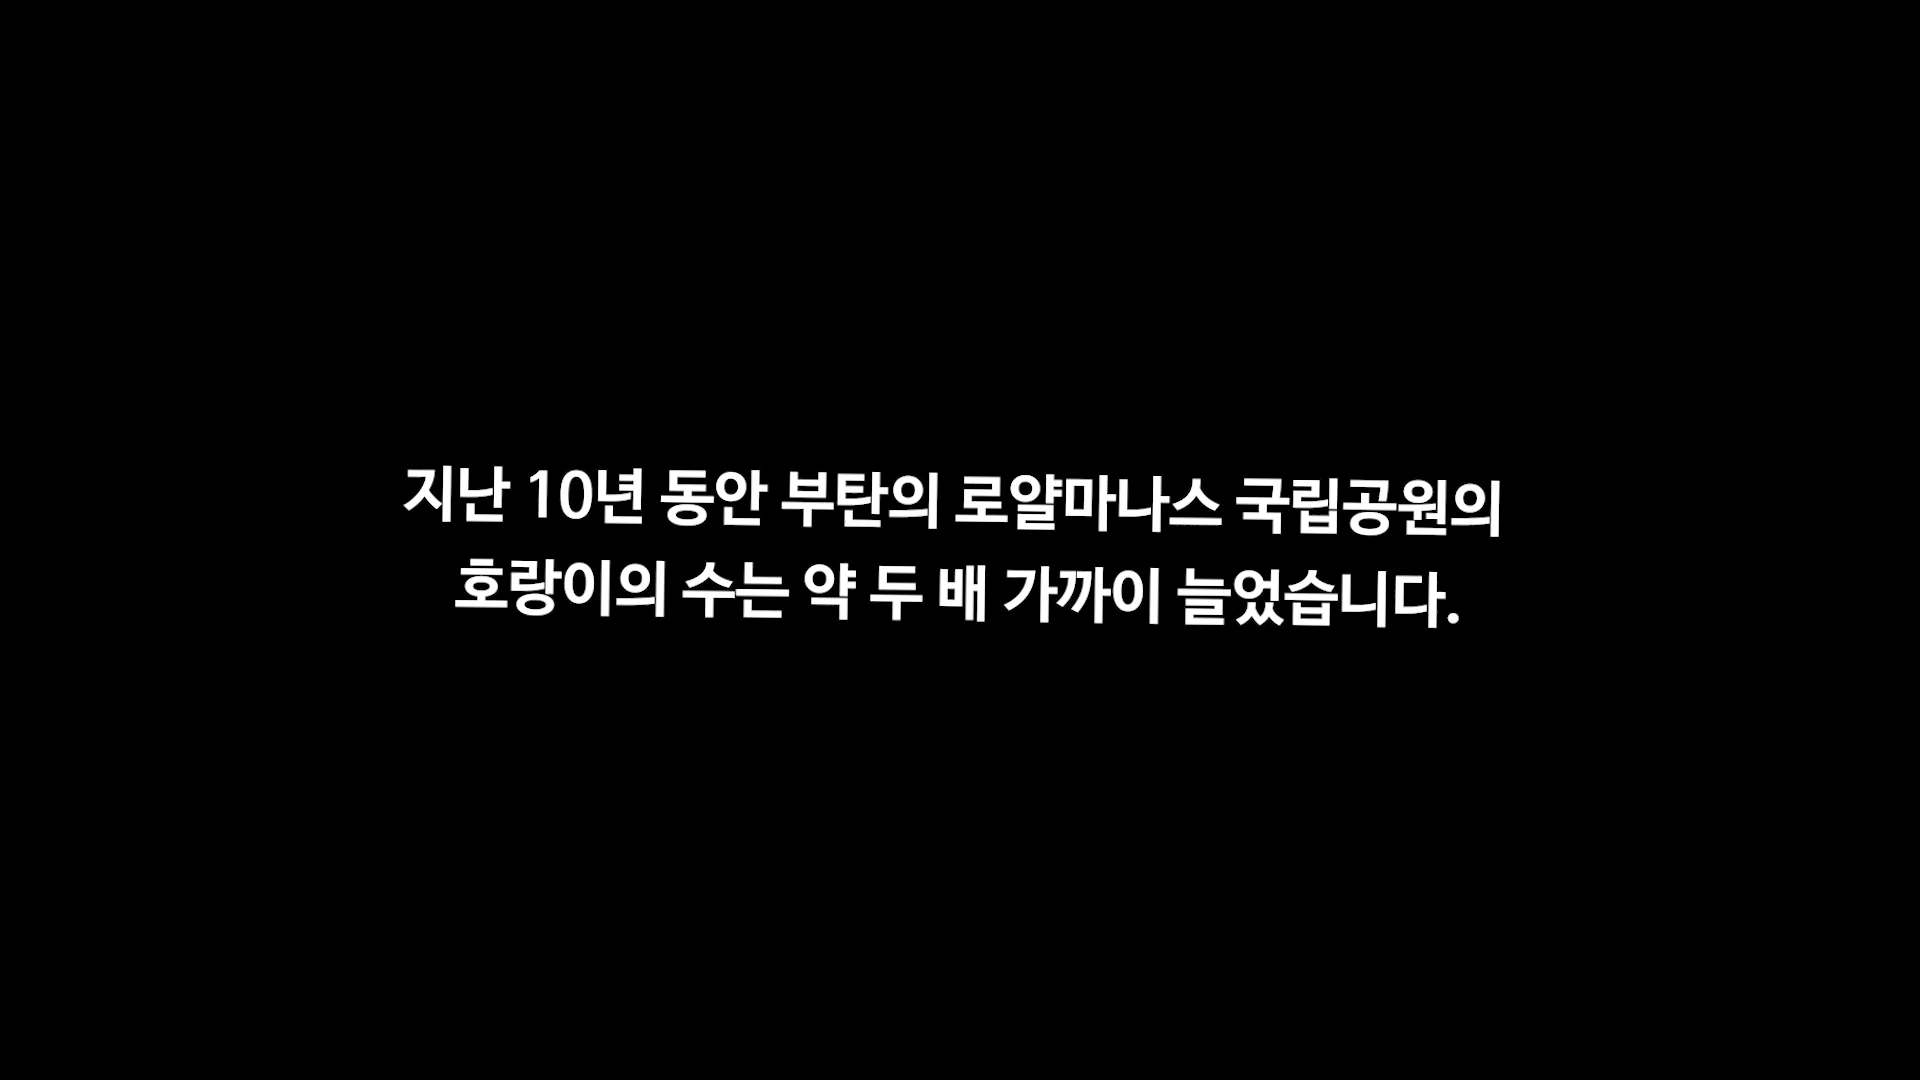 지난 10년 동안 부탄의 로얄마나스 국립공원의
호랑이의 수는 약 두 배 가까이 늘었습니다.